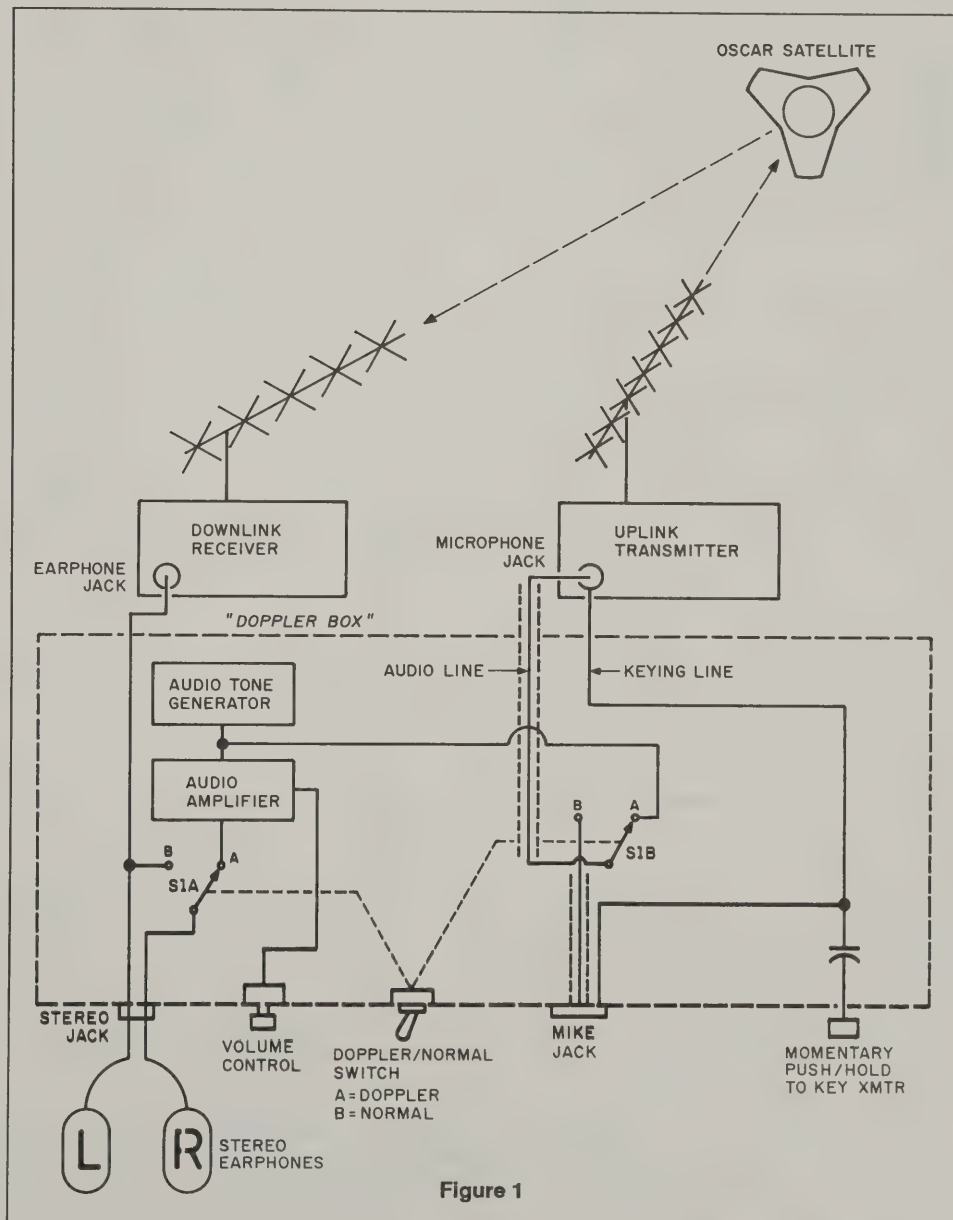 OSCAR SATELLITE
DOWNLINK
RECEIVER
UPLINK
TRANSMITTER
MICROPHONE
JACK
EARPHONE
JACK
"DOPPLER BOX"
AUDIO LINE
KEYING LINE
AUDIO TONE
GENERATOR
AUDIO
AMPLIFIER
B
A
S1A
B
A
S1B
STEREO
JACK
VOLUME
CONTROL
DOPPLER/NORMAL
SWITCH
A=DOPPLER
B=NORMAL
MIKE
JACK
MOMENTARY
PUSH/HOLD
TO KEY XMTR
L
R
STEREO
EARPHONES
Figure 1